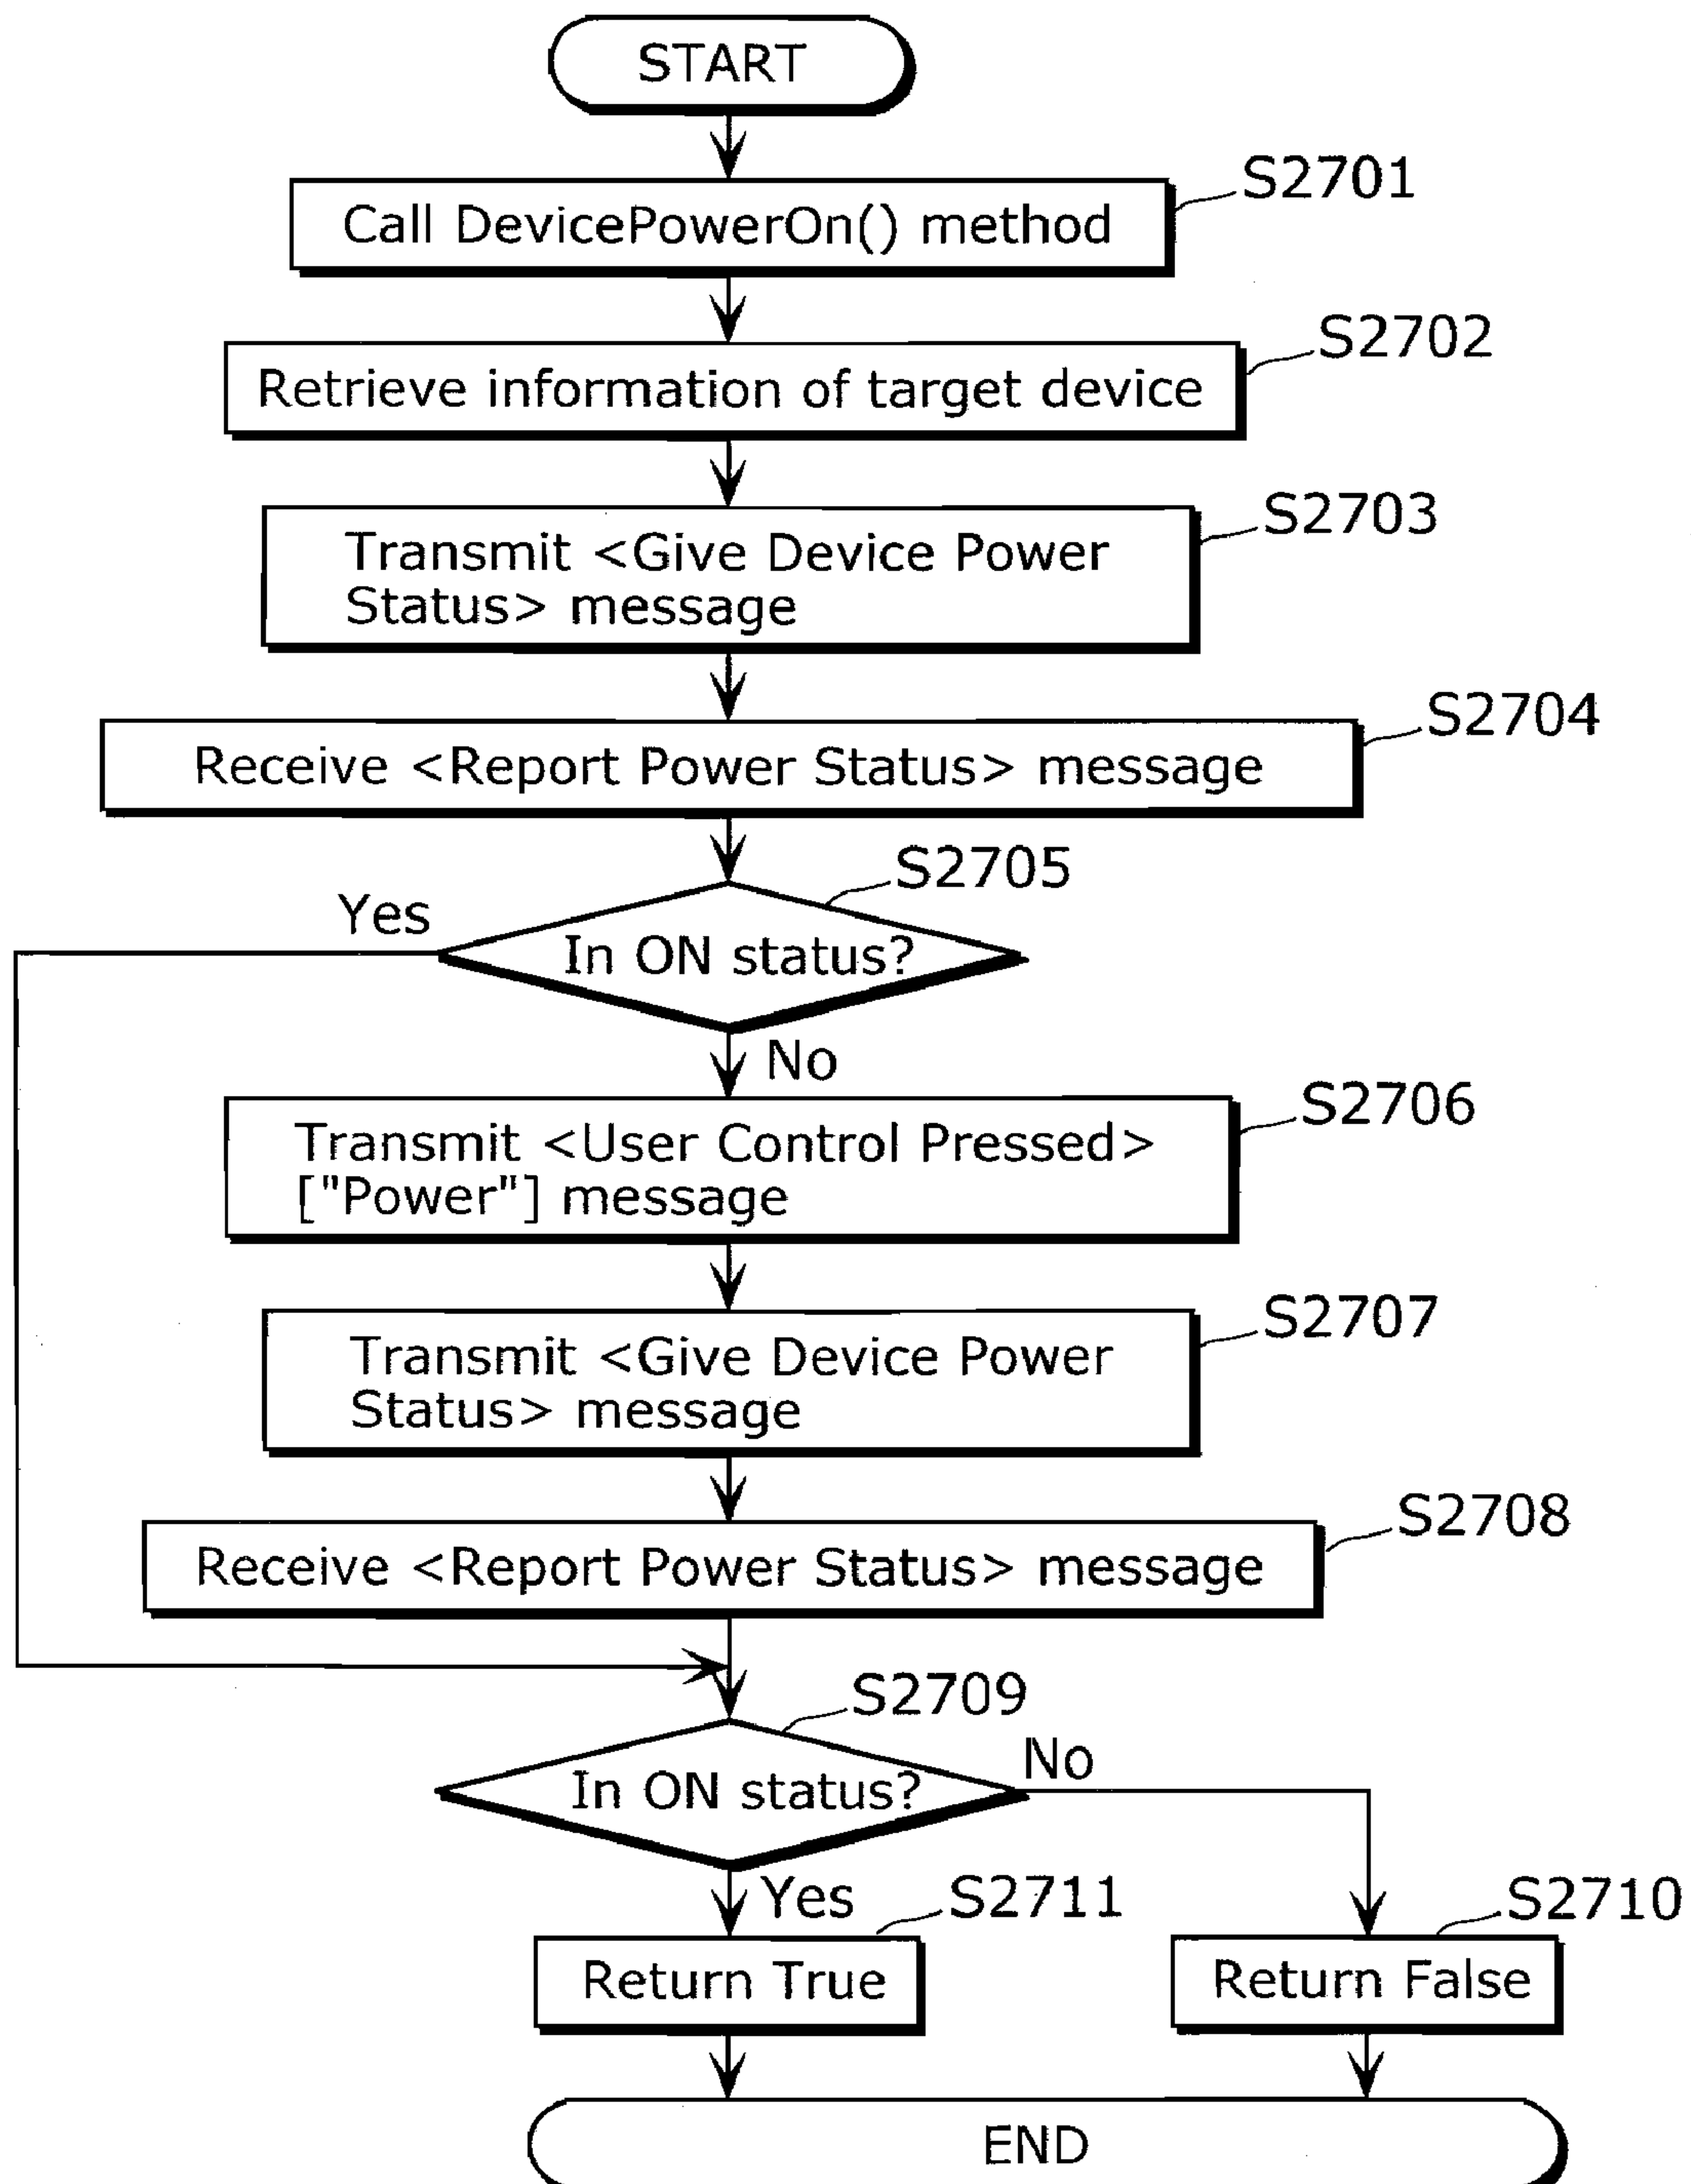 START
S2701
Call DevicePowerOn() method
S2702
Retrieve information of target device
S2703
Transmit <Give Device Power
Status> message
S2704
Receive <Report Power Status> message
S2705
Yes
In ON status?
No
S2706
Transmit <User Control Pressed>
["Power"] message
S2707
Transmit <Give Device Power
Status> message
S2708
Receive <Report Power Status> message
S2709
In ON status?
No
Yes
S2711
S2710
Return True
Return False
END